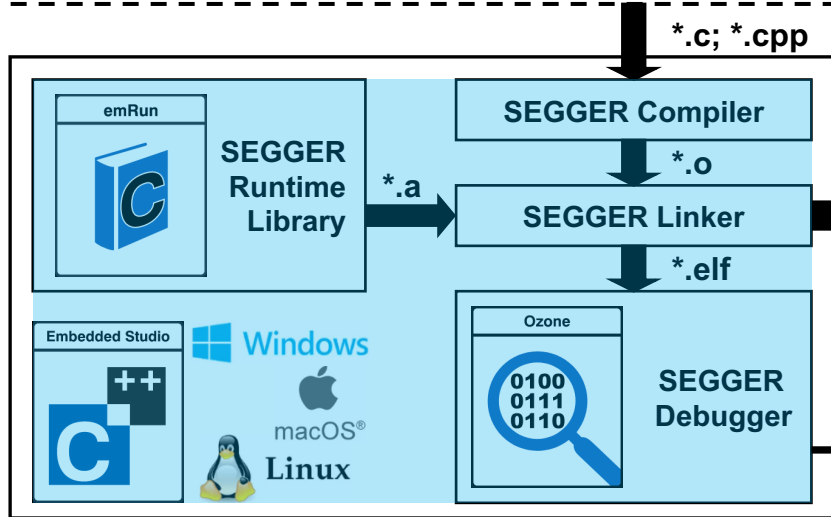 *.c; *.cpp
emRun
C
SEGGER
Runtime
Library
*.a
SEGGER Compiler
*.o
SEGGER Linker
*.elf
Embedded Studio
C
++
Windows
macOS®
Linux
Ozone
0100
0111
0110
SEGGER
Debugger